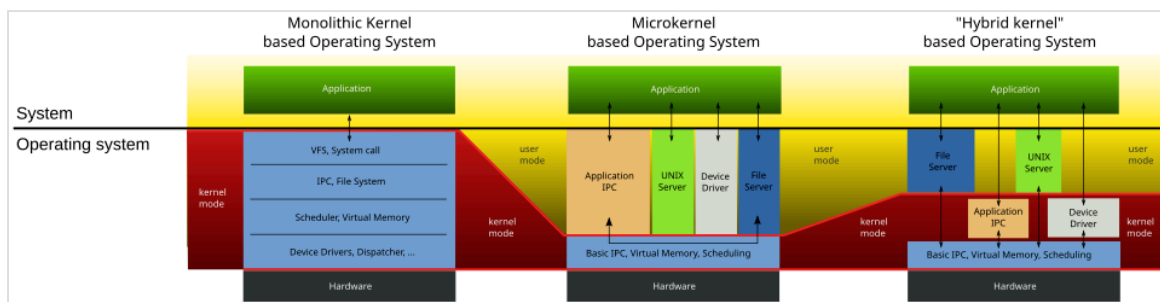 Monolithic Kernel
based Operating System
Microkernel
based Operating System
"Hybrid kernel"
based Operating System
Application
Application
Application
System
Operating system
VFS, System call
IPC, File System
Scheduler, Virtual Memory
Device Drivers, Dispatcher, ...
Hardware
kernel
mode
user
mode
kernel
mode
Application
IPC
UNIX
Server
Device
Driver
File
Server
Basic IPC, Virtual Memory, Scheduling
Hardware
user
mode
kernel
mode
File
Server
UNIX
Server
Application
IPC
Device
Driver
Basic IPC, Virtual Memory, Scheduling
Hardware
user
mode
kernel
mode